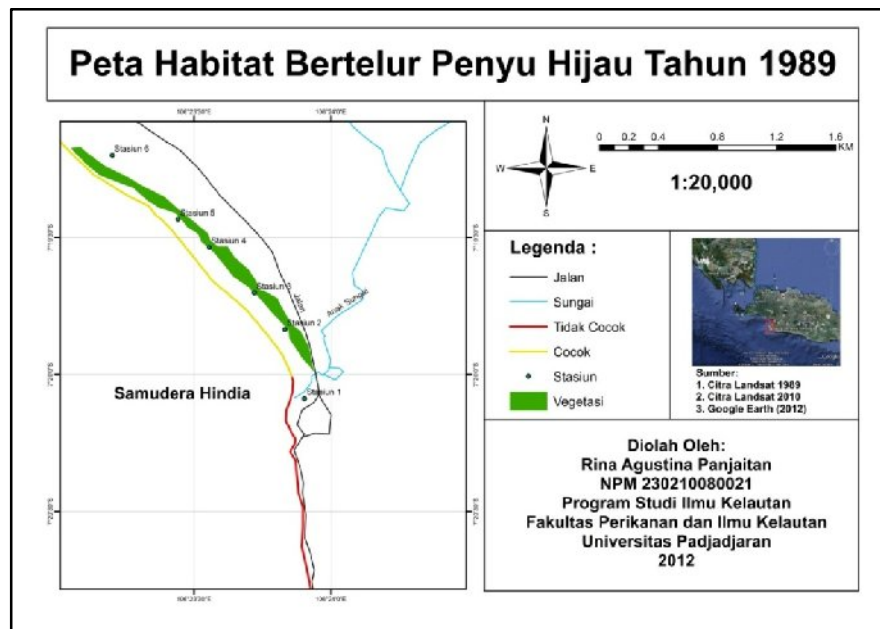 Peta Habitat Bertelur Penyu Hijau Tahun 1989
Stasiun 6
Stasiun 5
Stasiun 4
Stasiun 3
Stasiun 2
Stasiun 1
Jalan
Anak Sungai
Samudera Hindia
N
W E
S
0 0.2 0.4 0.8 1.2 1.6
KM
1:20,000
Legenda :
Jalan
Sungai
Tidak Cocok
Cocok
Stasiun
Vegetasi
Sumber:
1. Citra Landsat 1989
2. Citra Landsat 2010
3. Google Earth (2012)
Diolah Oleh:
Rina Agustina Panjaitan
NPM 230210080021
Program Studi Ilmu Kelautan
Fakultas Perikanan dan Ilmu Kelautan
Universitas Padjadjaran
2012